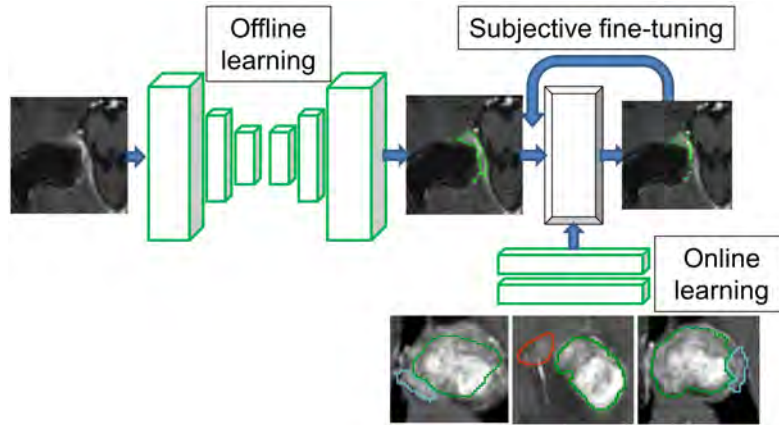 Offline
learning
Subjective fine-tuning
Online
learning